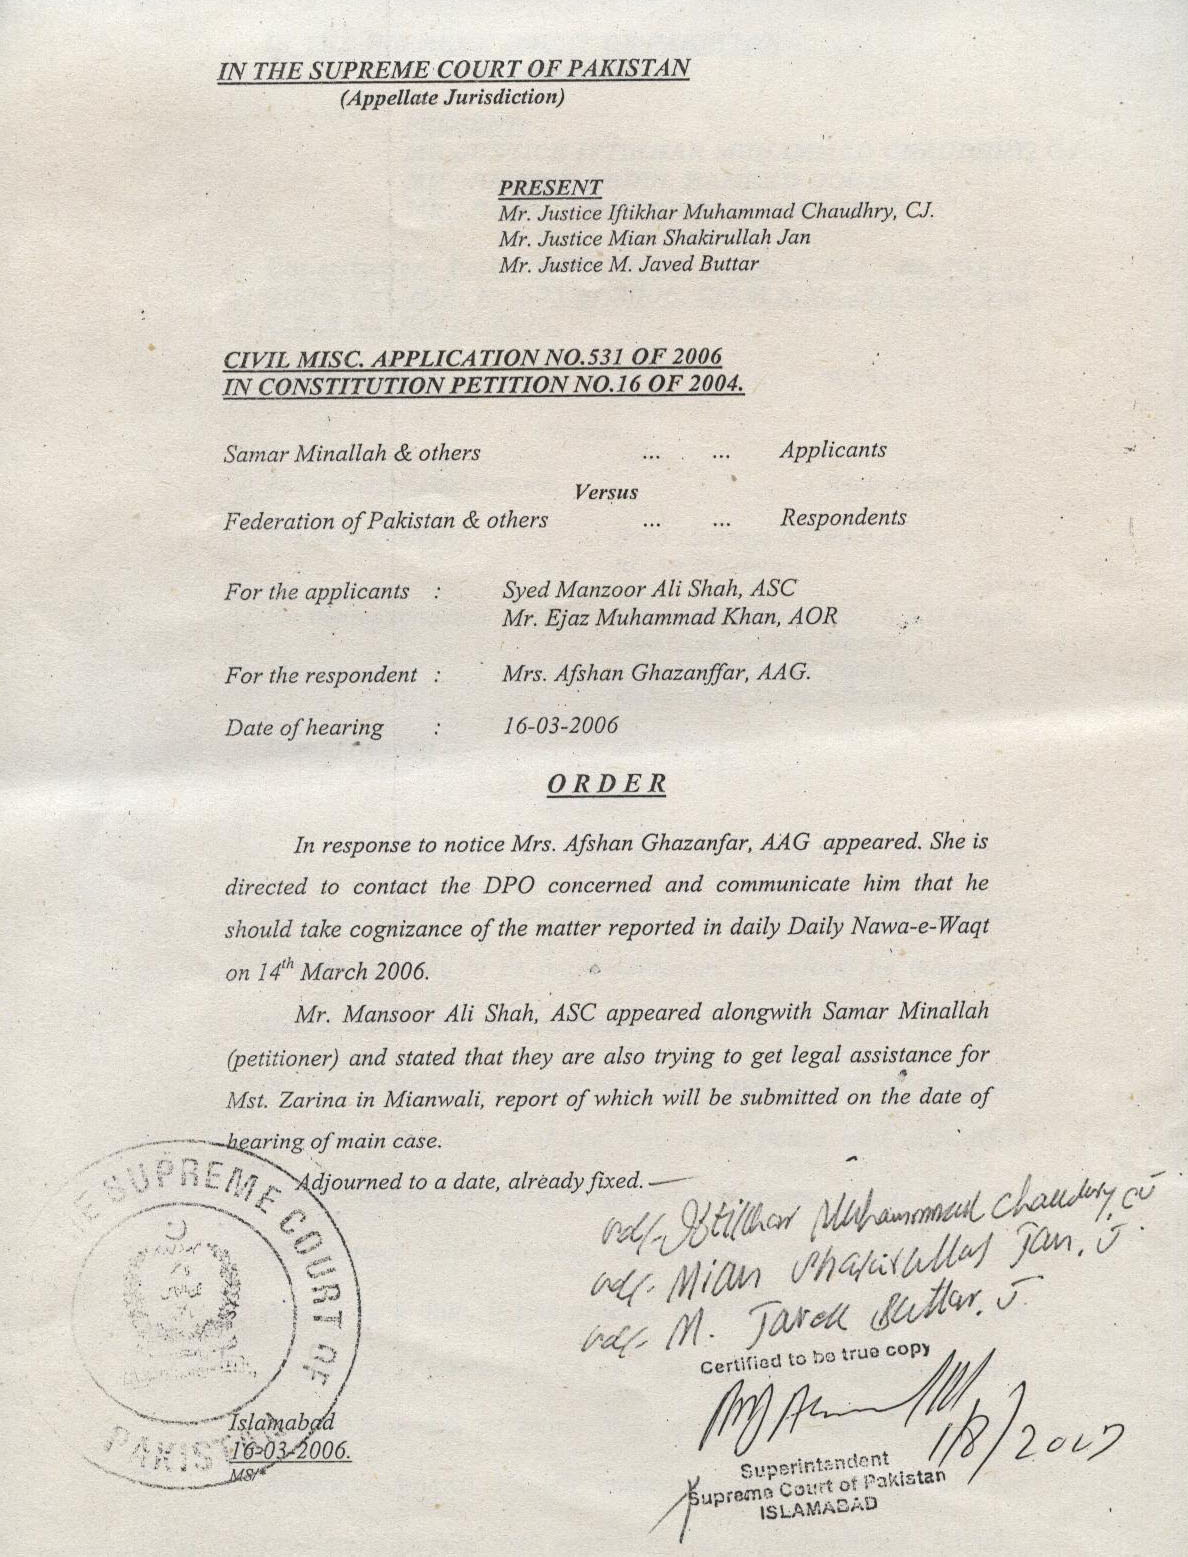 IN THE SUPREME COURT OF PAKISTAN
(Appellate Jurisdiction)
PRESENT
Mr. Justice Iftikhar Muhammad Chaudhry, CJ.
Mr. Justice Mian Shakirullah Jan
Mr. Justice M. Javed Buttar
CIVIL MISC. APPLICATION NO.531 OF 2006
IN CONSTITUTION PETITION NO.16 OF 2004.
Samar Minallah & others ... ... Applicants
Versus
Federation of Pakistan & others ... ... Respondents
For the applicants : Syed Manzoor Ali Shah, ASC
Mr. Ejaz Muhammad Khan, AOR
For the respondent : Mrs. Afshan Ghazanffar, AAG.
Date of hearing : 16-03-2006
O R D E R
In response to notice Mrs. Afshan Ghazanfar, AAG appeared. She is
directed to contact the DPO concerned and communicate him that he
should take cognizance of the matter reported in daily Daily Nawa-e-Waqt
on 14th March 2006.
Mr. Mansoor Ali Shah, ASC appeared alongwith Samar Minallah
(petitioner) and stated that they are also trying to get legal assistance for
Mst. Zarina in Mianwali, report of which will be submitted on the date of
hearing of main case.
Adjourned to a date, already fixed.
Iftikhar Muhammad Chaudhry, CJ
Mian Shakirullah Jan, J.
M. Javed Buttar, J.
Certified to be true copy
1/8/2007
Superintendent
Supreme Court of Pakistan
ISLAMABAD
SUPREME COURT OF
PAKIS
Islamabad
16-03-2006.